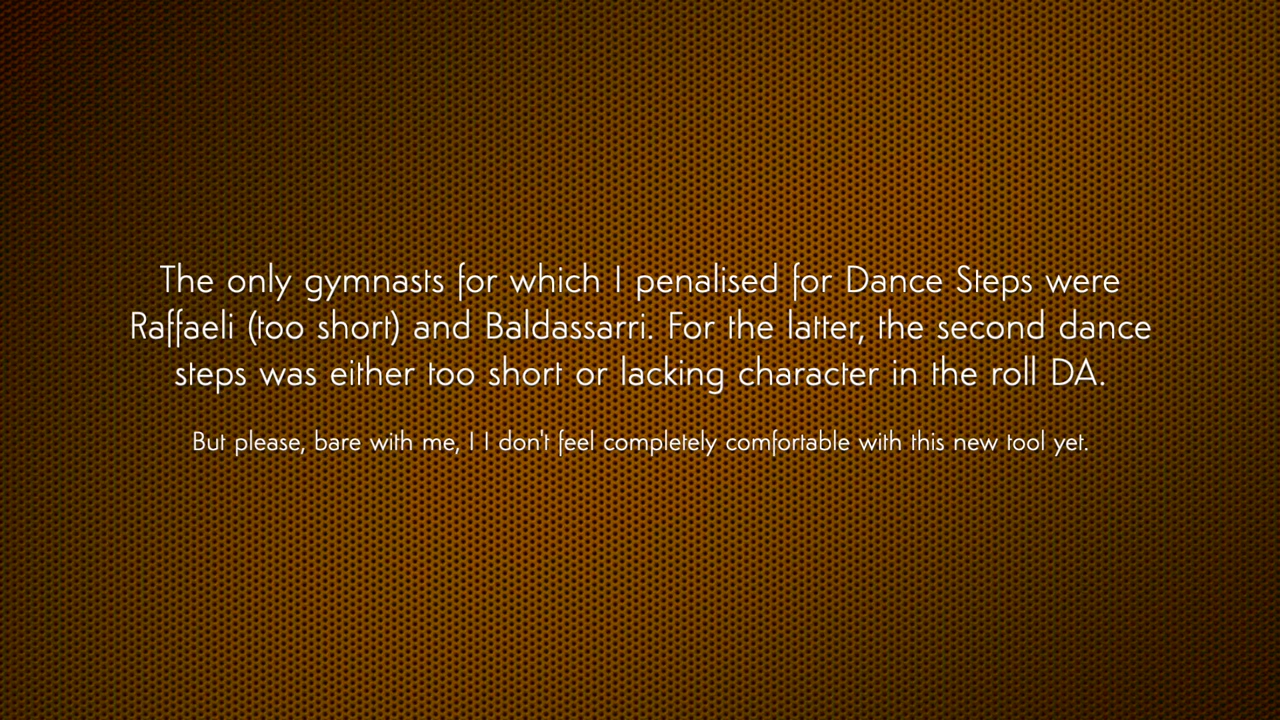 The only gymnasts for which I penalised for Dance Steps were
Raffaeli (too short) and Baldassarri. For the latter, the second dance
steps was either too short or lacking character in the roll DA.
But please, bare with me, I I don't feel completely comfortable with this new tool yet.